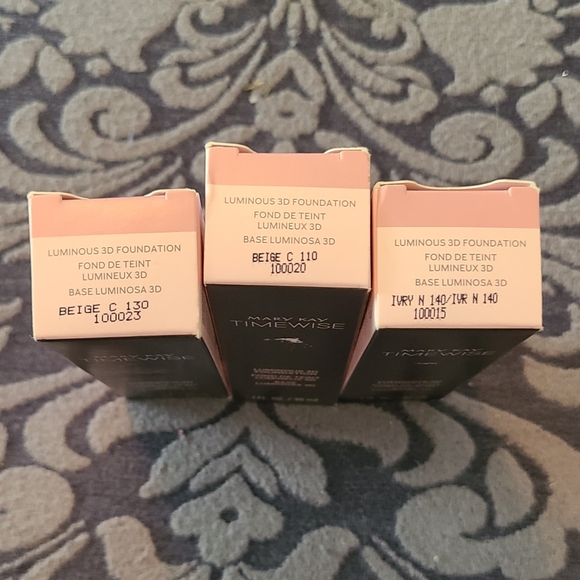 LUMINOUS 3D FOUNDATION
FOND DE TEINT
LUMINEUX 3D
BASE LUMINOSA 3D
BEIGE C 130
100023
LUMINOUS 3D FOUNDATION
FOND DE TEINT
LUMINEUX 3D
BASE LUMINOSA 3D
BEIGE C 110
100020
MARY KAY
TIMEWISE
LUMINOUS 3D FOUNDATION
FOND DE TEINT
LUMINEUX 3D
BASE LUMINOSA 3D
IVRY N 140/IVR N 140
100015
MARY KAY
TIMEWISE